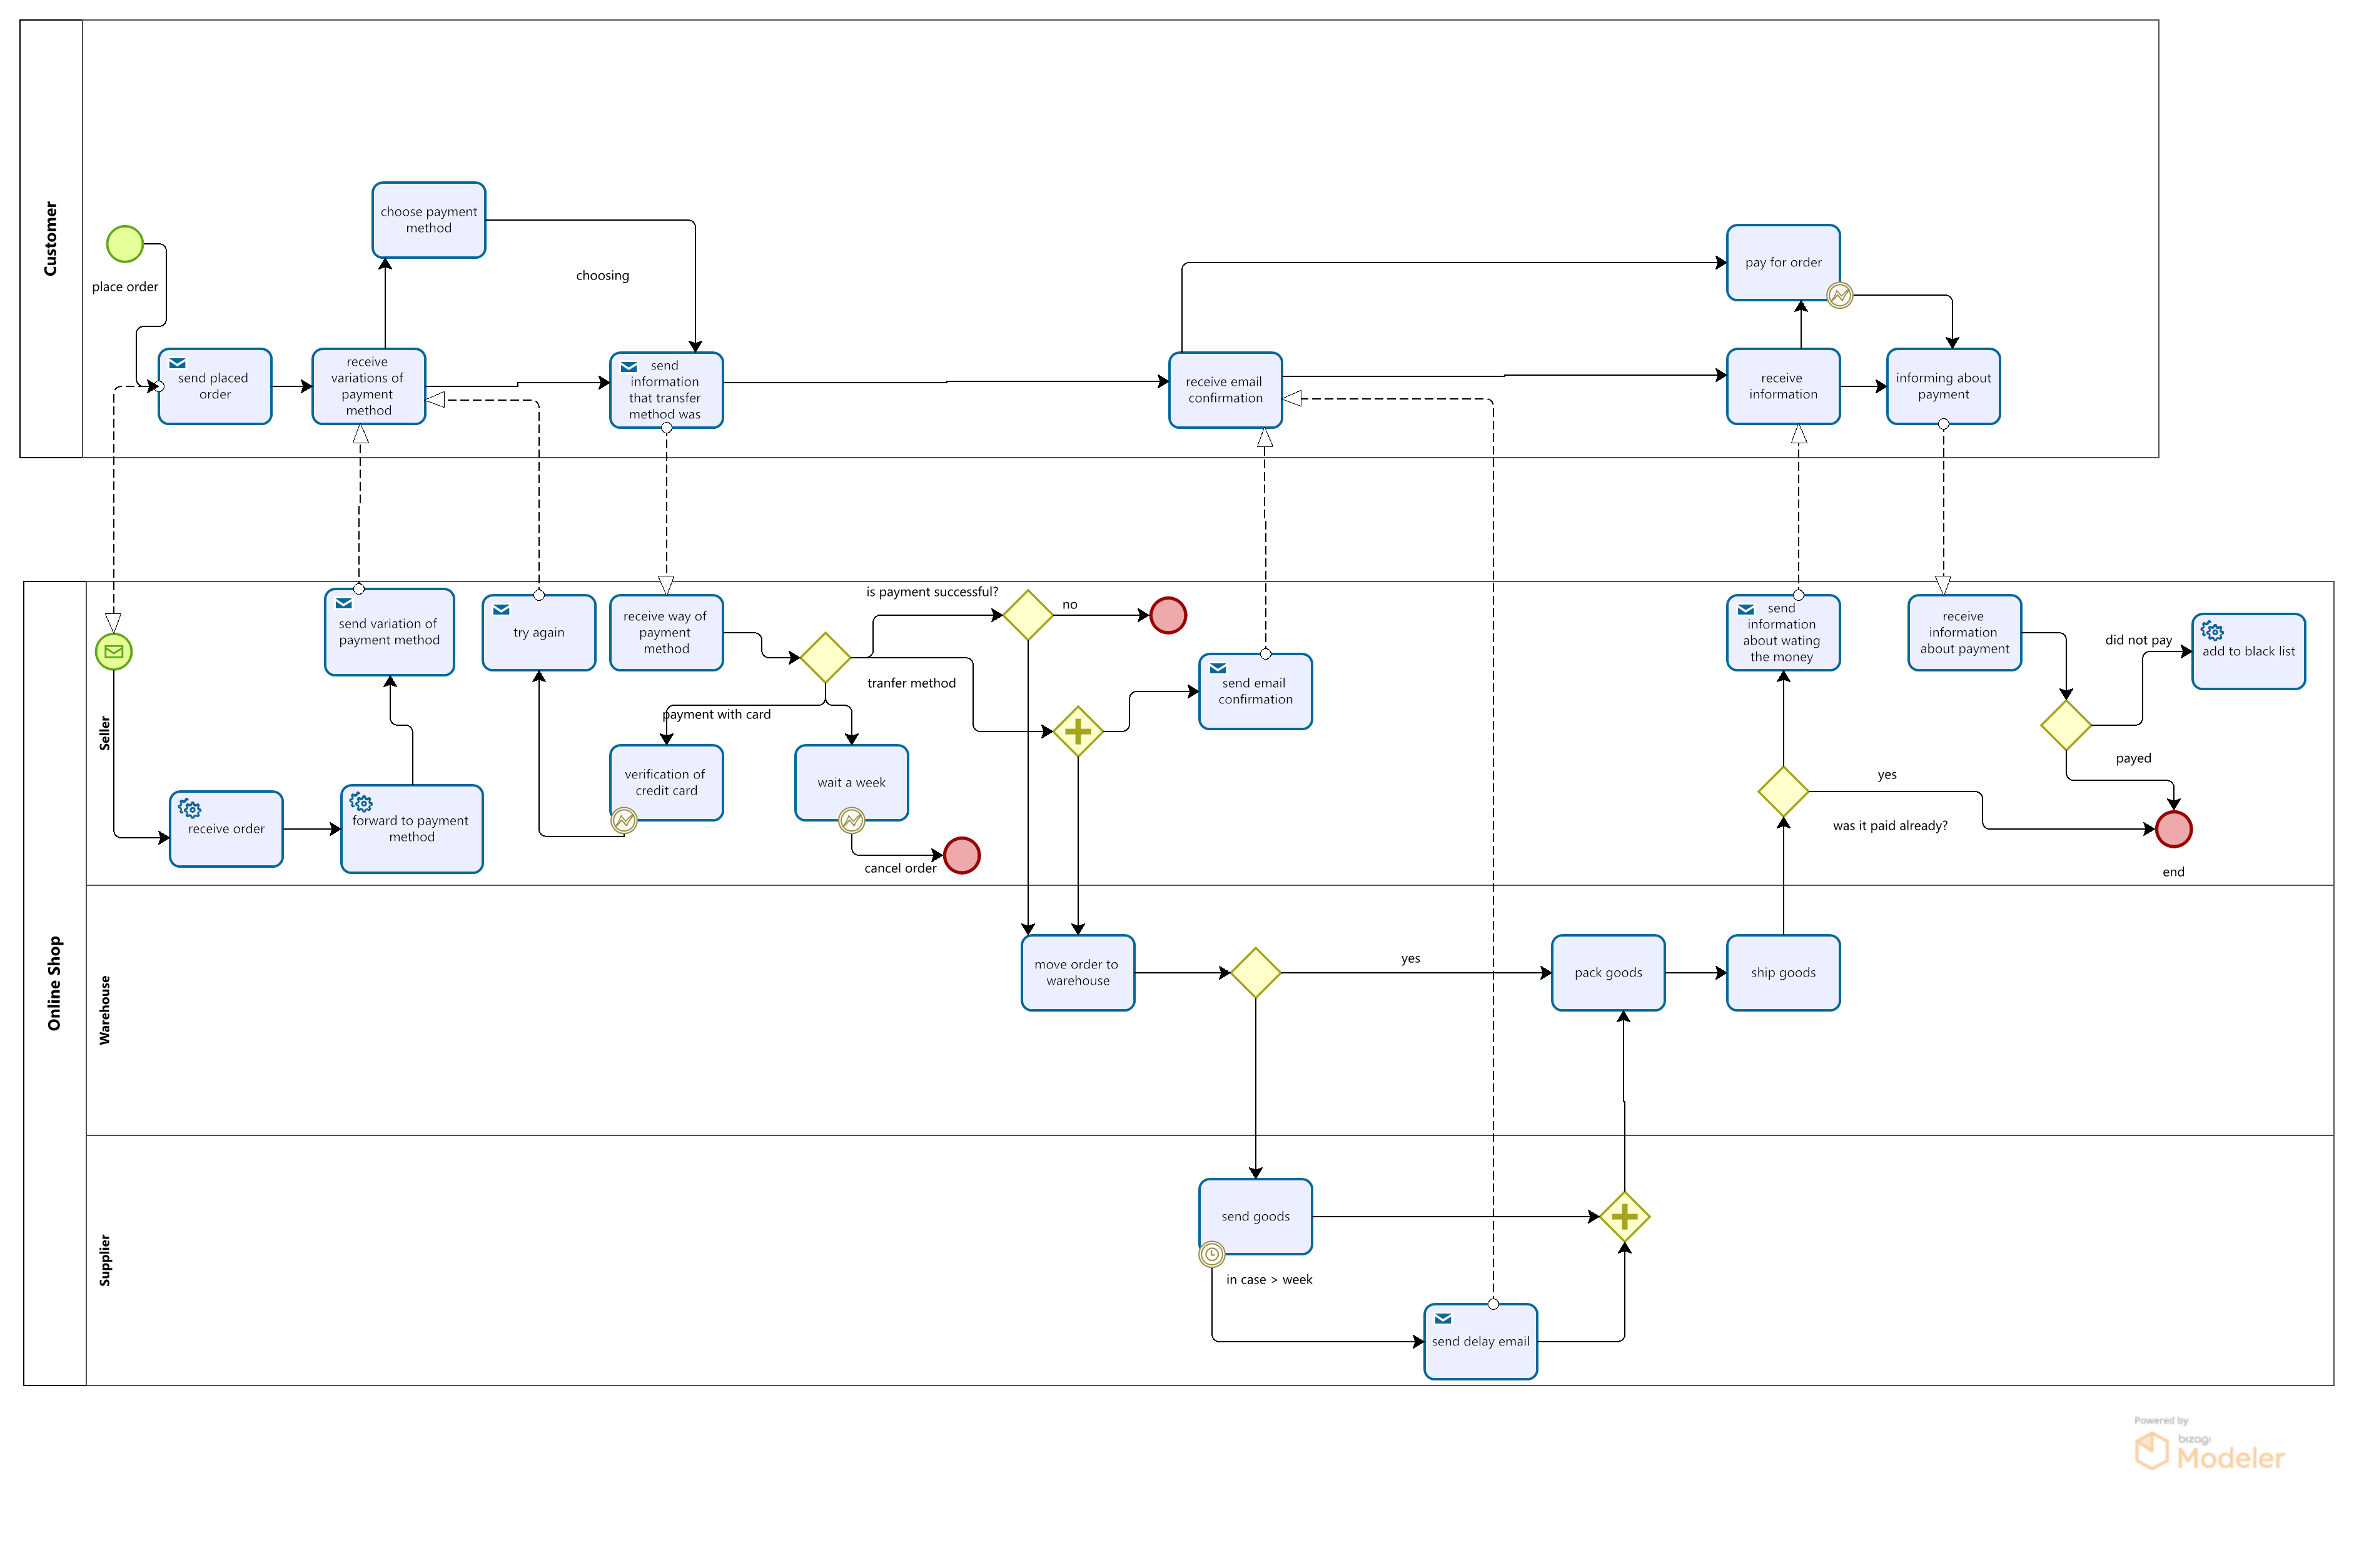 Customer
place order
choose payment
method
choosing
send placed
order
receive
variations of
payment
method
send
information
that transfer
method was
receive email
confirmation
pay for order
receive
information
informing about
payment
Online Shop
Seller
send variation of
payment method
try again
receive way of
payment
method
is payment successful?
no
tranfer method
payment with card
send email
confirmation
verification of
credit card
wait a week
cancel order
receive order
forward to payment
method
send
information
about wating
the money
receive
information
about payment
did not pay
add to black list
payed
yes
was it paid already?
end
Warehouse
move order to
warehouse
yes
pack goods
ship goods
Supplier
send goods
in case > week
send delay email
Powered by
bizagi
Modeler